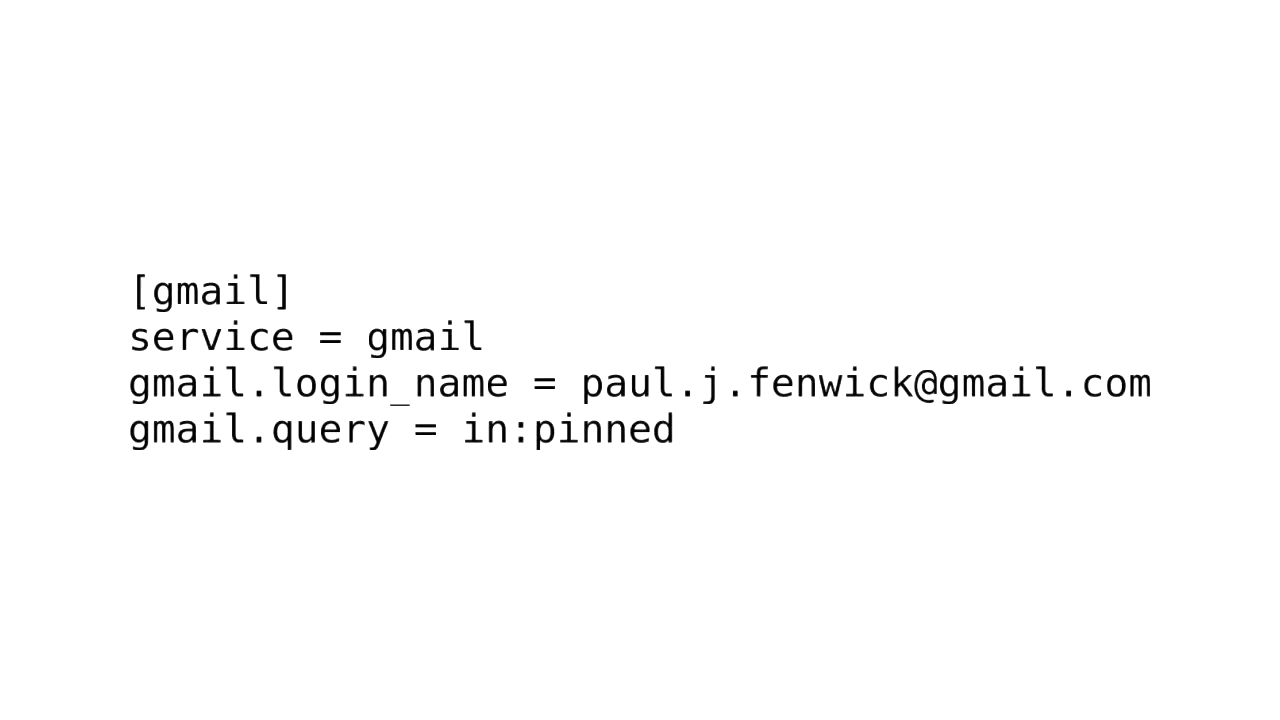 [gmail]
service = gmail
gmail.login_name = paul.j.fenwick@gmail.com
gmail.query = in:pinned